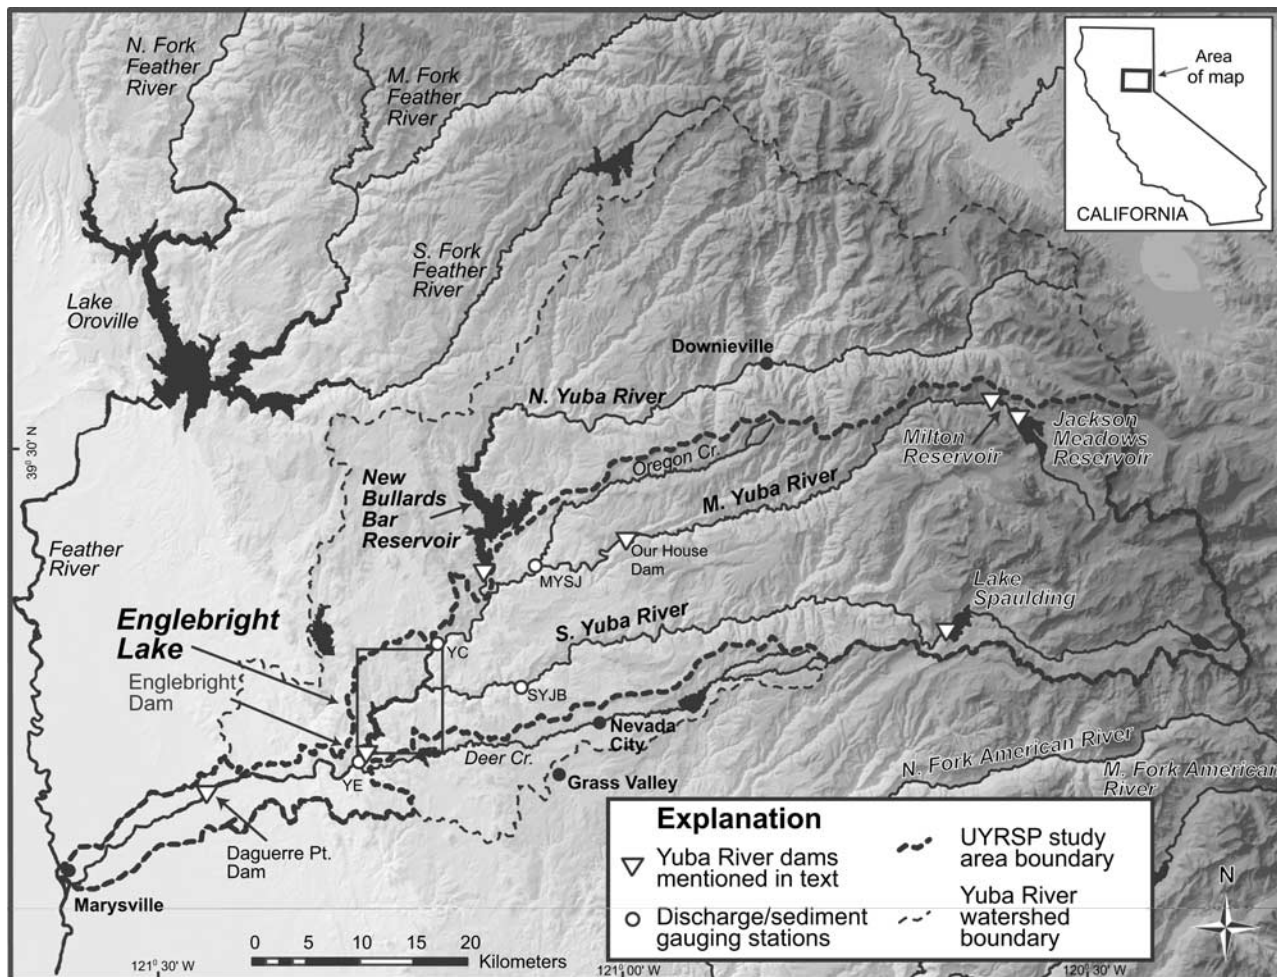 N. Fork
Feather
River
M. Fork
Feather
River
Area
of map
CALIFORNIA
S. Fork
Feather
River
Lake
Oroville
Downieville
N. Yuba River
39° 30' N
Oregon Cr.
Milton
Reservoir
Jackson
Meadows
Reservoir
New
Bullards
Bar
Reservoir
M. Yuba River
Feather
River
Our House
Dam
MYSJ
Lake
Spaulding
Englebright
Lake
S. Yuba River
YC
Englebright
Dam
SYJB
Nevada
City
Deer Cr.
YE
Grass Valley
N. Fork American River
M. Fork American
River
Daguerre Pt.
Dam
Marysville
Explanation
Yuba River dams
mentioned in text
Discharge/sediment
gauging stations
UYRSP study
area boundary
Yuba River
watershed
boundary
N
0 5 10 15 20
Kilometers
121° 30' W
121° 00 W
120° 30' W